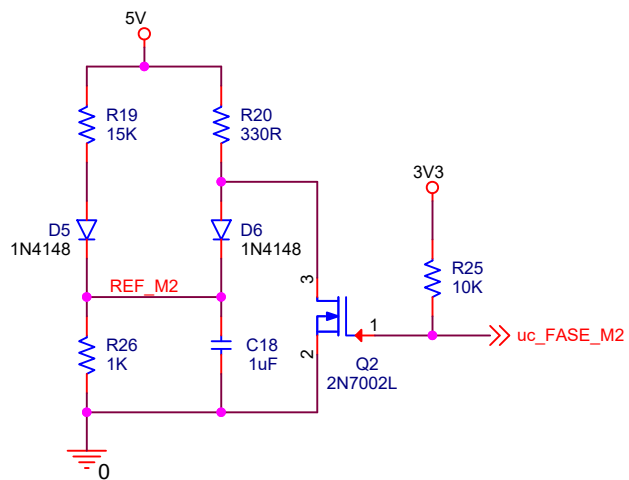 5V
R19
15K
R20
330R
3V3
D5
1N4148
D6
1N4148
R25
10K
REF_M2
3
1
uc_FASE_M2
R26
1K
C18
1uF
2
Q2
2N7002L
0